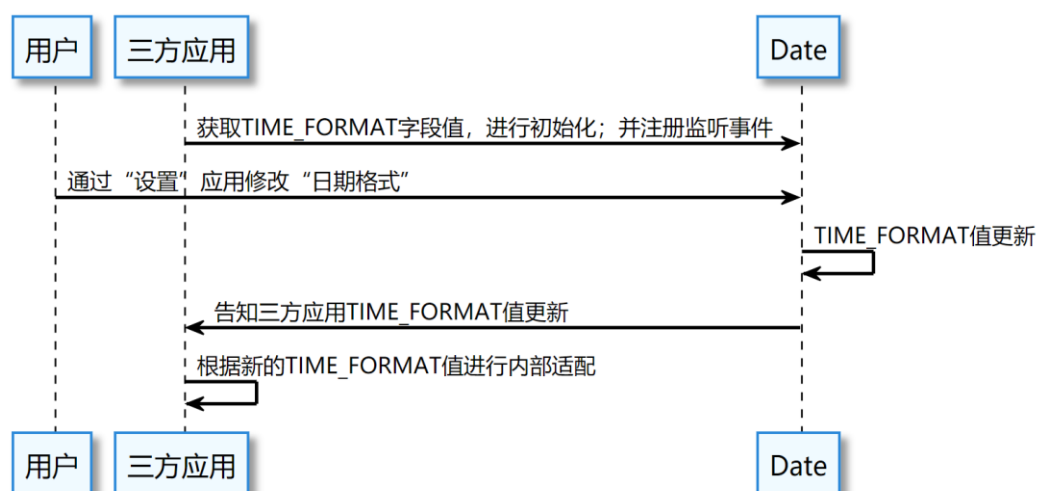 用户
三方应用
Date
获取TIME_FORMAT字段值，进行初始化；并注册监听事件
通过“设置”应用修改“日期格式”
TIME_FORMAT值更新
告知三方应用TIME_FORMAT值更新
根据新的TIME_FORMAT值进行内部适配
用户
三方应用
Date